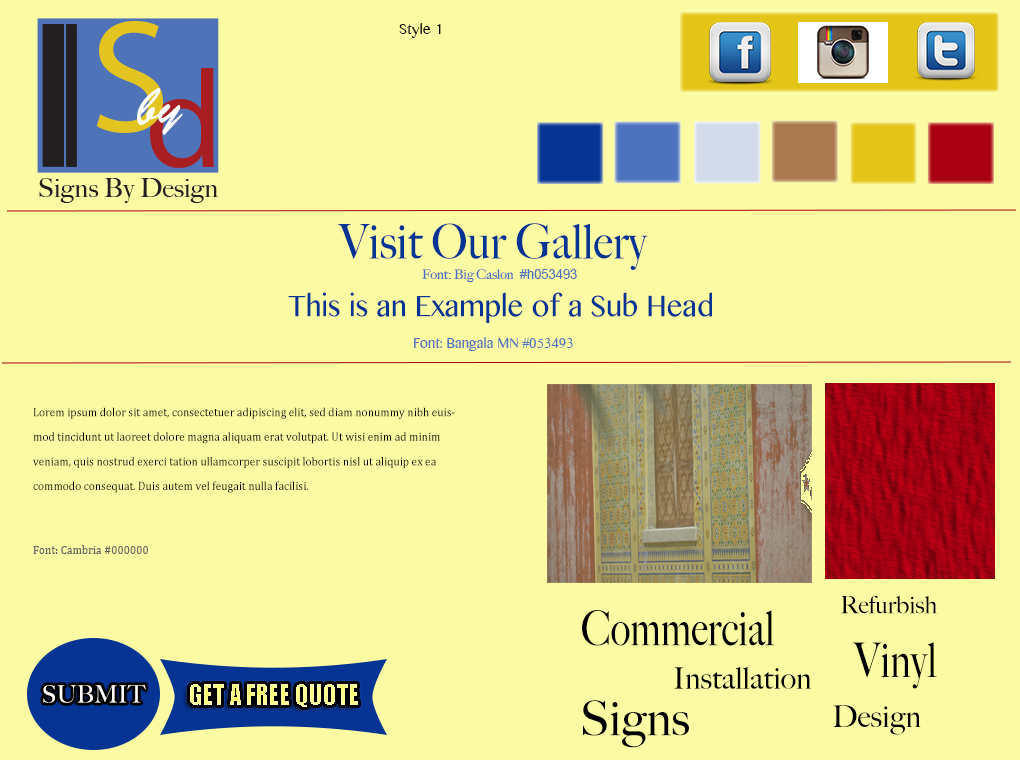 Style 1
S
by
d
Signs By Design
f
t
Visit Our Gallery
Font: Big Caslon #h053493
This is an Example of a Sub Head
Font: Bangala MN #053493
Lorem ipsum dolor sit amet, consectetuer adipiscing elit, sed diam nonummy nibh euis-
mod tincidunt ut laoreet dolore magna aliquam erat volutpat. Ut wisi enim ad minim
veniam, quis nostrud exerci tation ullamcorper suscipit lobortis nisl ut aliquip ex ea
commodo consequat. Duis autem vel feugait nulla facilisi.
Font: Cambria #000000
SUBMIT
GET A FREE QUOTE
Commercial
Installation
Signs
Refurbish
Vinyl
Design